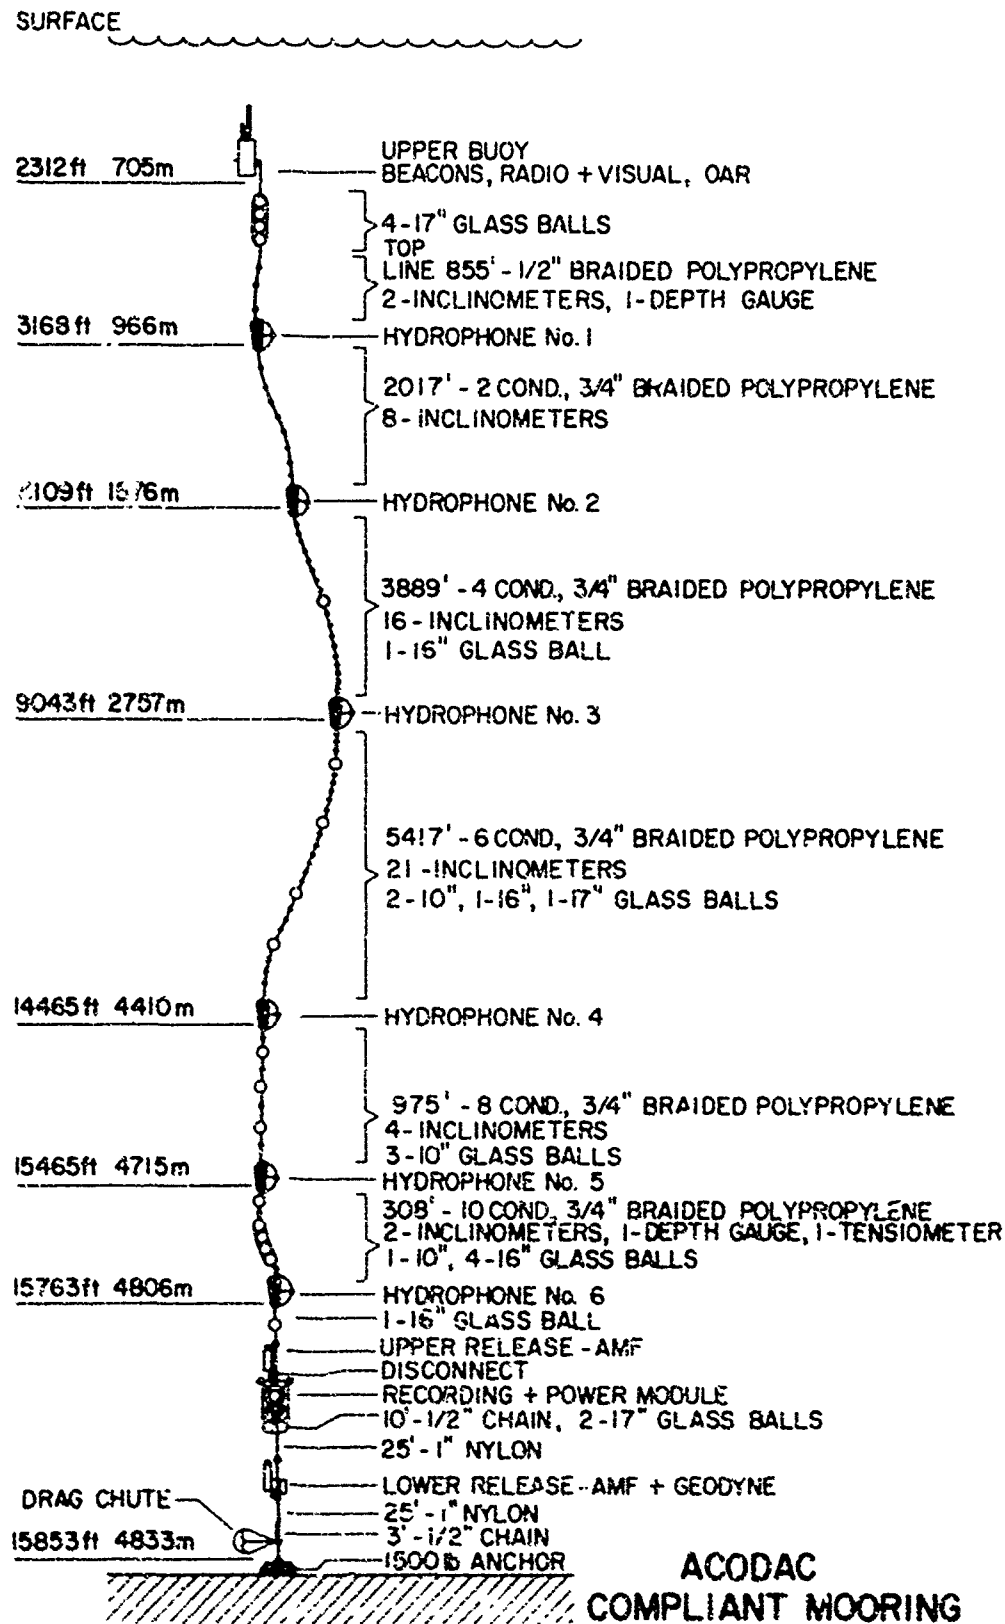 SURFACE
UPPER BUOY
2312ft 705m
BEACONS, RADIO + VISUAL, OAR
4-17" GLASS BALLS
TOP
LINE 855' - 1/2" BRAIDED POLYPROPYLENE
2-INCLINOMETERS, 1-DEPTH GAUGE
3168ft 966m
HYDROPHONE No. 1
2017' - 2 COND., 3/4" BRAIDED POLYPROPYLENE
8-INCLINOMETERS
HYDROPHONE No. 2
3889' - 4 COND., 3/4" BRAIDED POLYPROPYLENE
16-INCLINOMETERS
1-16" GLASS BALL
9043ft 2757m
HYDROPHONE No. 3
5417' - 6 COND, 3/4" BRAIDED POLYPROPYLENE
21-INCLINOMETERS
2-10", 1-16", 1-17" GLASS BALLS
14465ft 4410m
HYDROPHONE No. 4
975' - 8 COND., 3/4" BRAIDED POLYPROPYLENE
4-INCLINOMETERS
3-10" GLASS BALLS
15465ft 4715m
HYDROPHONE No. 5
308' - 10 COND, 3/4" BRAIDED POLYPROPYLENE
2-INCLINOMETERS, 1-DEPTH GAUGE, 1-TENSIOMETER
1-10", 4-16" GLASS BALLS
15763ft 4806m
HYDROPHONE No. 6
1-16" GLASS BALL
UPPER RELEASE-AMF
DISCONNECT
RECORDING + POWER MODULE
10'-1/2" CHAIN, 2-17" GLASS BALLS
25'-1" NYLON
LOWER RELEASE-AMF + GEODYNE
DRAG CHUTE
25'-1" NYLON
3'-1/2" CHAIN
15853ft 4833m
1500lb ANCHOR
ACODAC
COMPLIANT MOORING